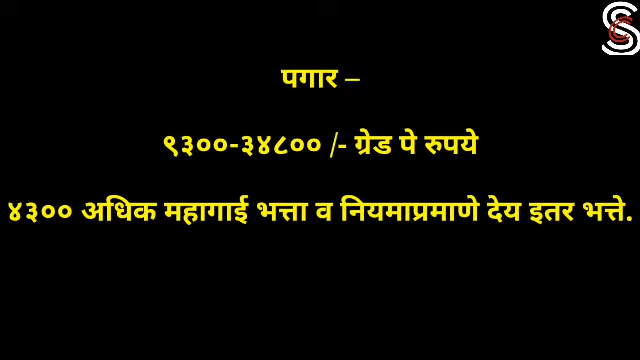 पगार –
९३००-३४८०० /- ग्रेड पे रुपये
४३०० अधिक महागाई भत्ता व नियमाप्रमाणे देय इतर भत्ते.